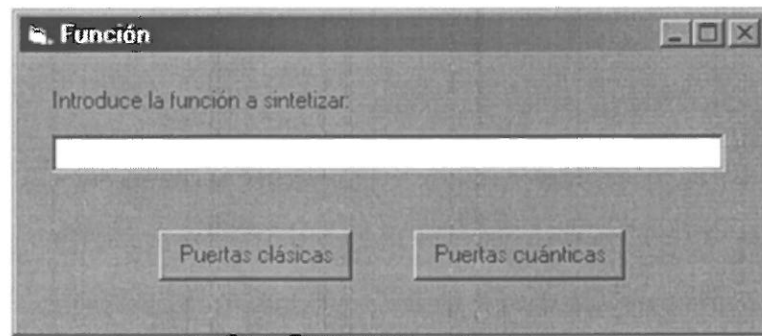 Función
Introduce la función a sintetizar:
Puertas clásicas
Puertas cuánticas